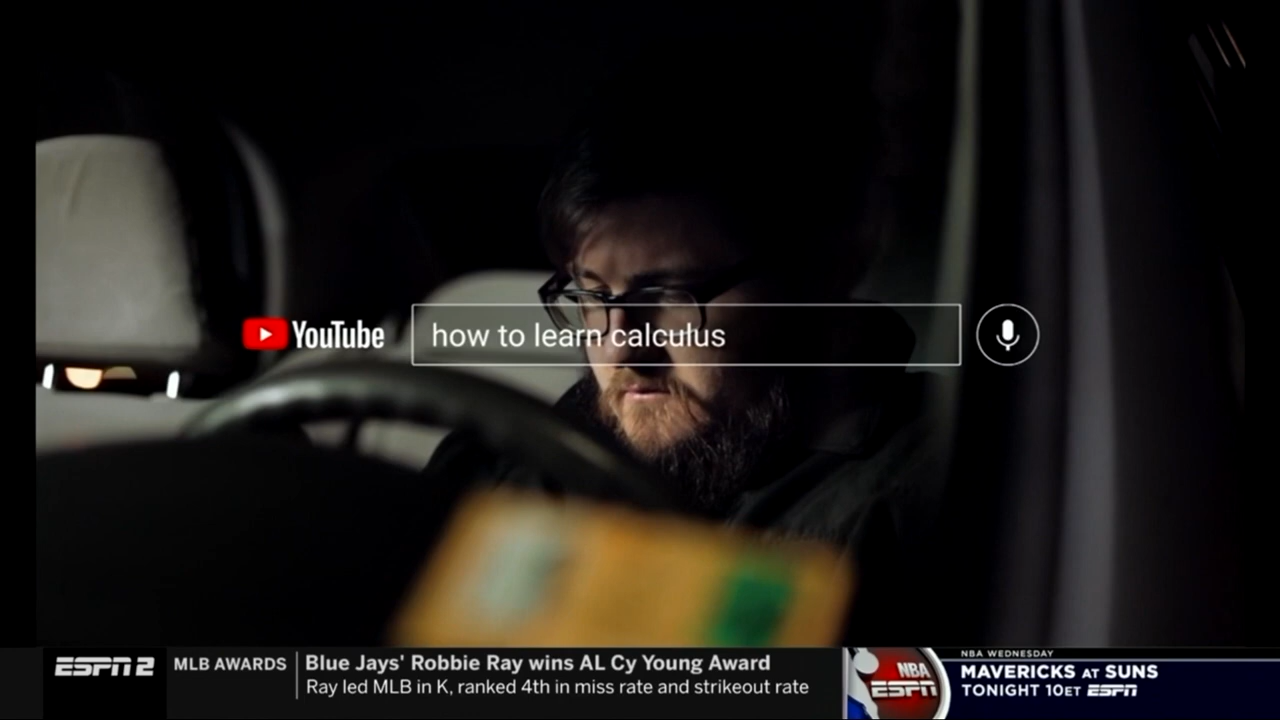 YouTube
how to learn calculus
ESPN 2
MLB AWARDS
Blue Jays' Robbie Ray wins AL Cy Young Award
Ray led MLB in K, ranked 4th in miss rate and strikeout rate
NBA
ESPN
NBA WEDNESDAY
MAVERICKS AT SUNS
TONIGHT 10ET ESPN